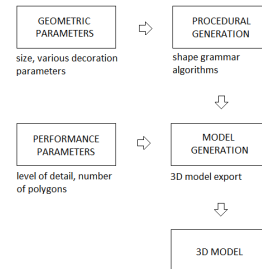 GEOMETRIC
PARAMETERS
PROCEDURAL
GENERATION
size, various decoration
parameters
shape grammar
algorithms
PERFORMANCE
PARAMETERS
MODEL
GENERATION
level of detail, number
of polygons
3D model export
3D MODEL